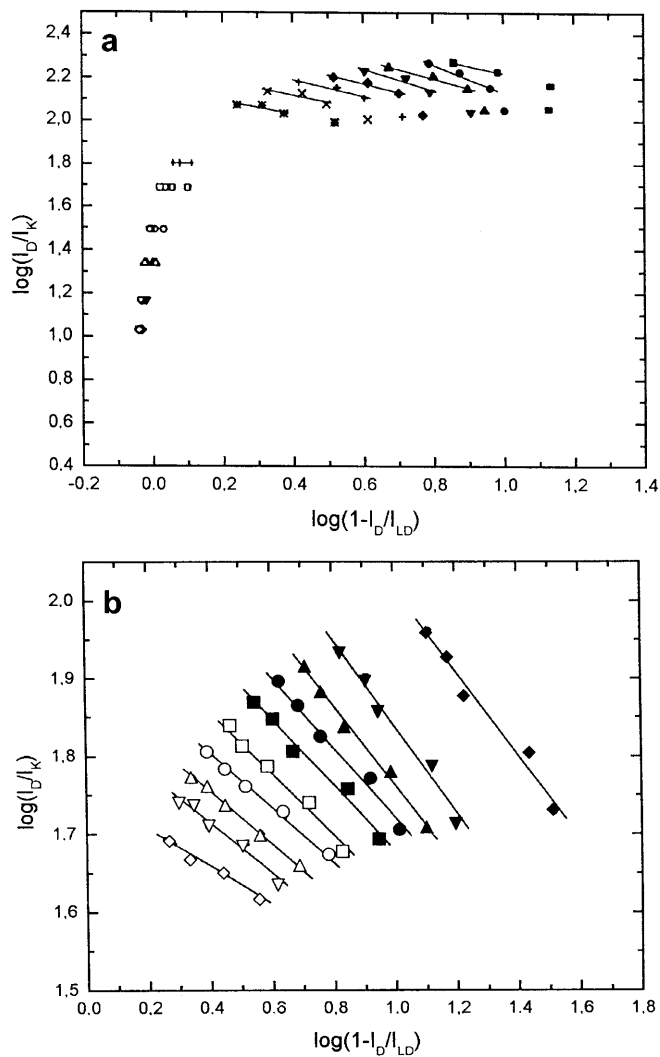 a
log(I_D/I_K)
2,4
2,2
2,0
1,8
1,6
1,4
1,2
1,0
0,8
0,6
0,4
-0,2 0,0 0,2 0,4 0,6 0,8 1,0 1,2 1,4
log(1-I_D/I_LD)
b
log(I_D/I_K)
2,0
1,9
1,8
1,7
1,6
1,5
0,0 0,2 0,4 0,6 0,8 1,0 1,2 1,4 1,6 1,8
log(1-I_D/I_LD)